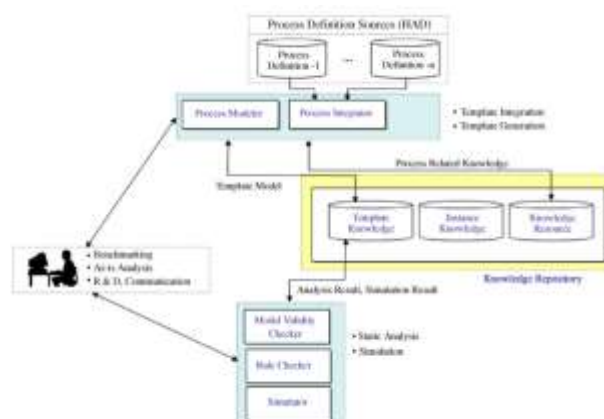 Process Definition Sources (HAD)
Process
Definition -1
...
Process
Definition -n
Process Modeler
Process Integrator
• Template Integration
• Template Generation
Process Related Knowledge
Template Model
Template
Knowledge
Instance
Knowledge
Knowledge
Resource
Knowledge Repository
• Benchmarking
• As-is Analysis
• R & D, Communication
Analysis Result, Simulation Result
Model Validity
Checker
Rule Checker
• Static Analysis
• Simulation